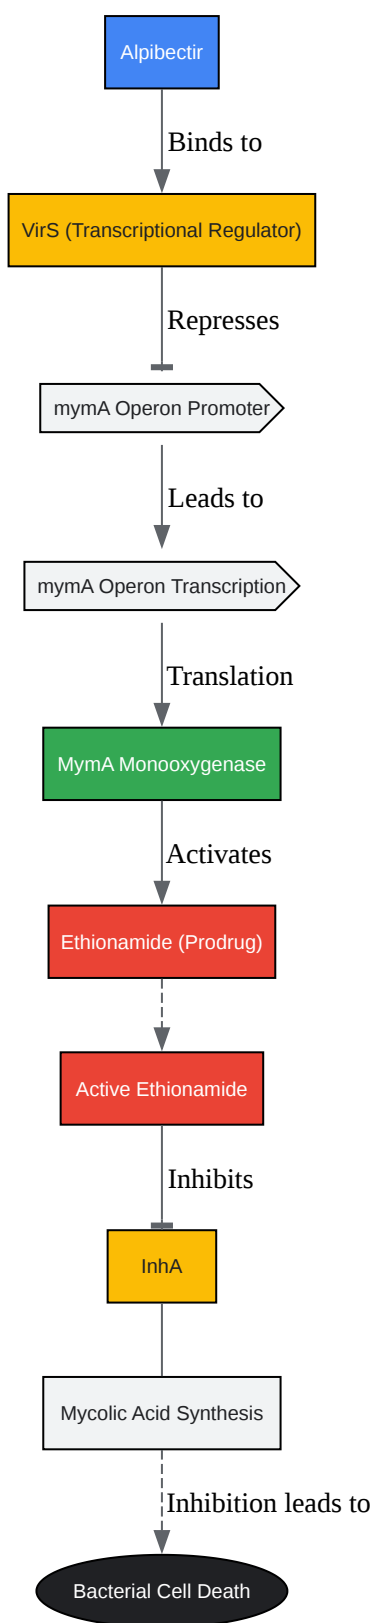 Alpibectir
Binds to
VirS (Transcriptional Regulator)
Represses
mymA Operon Promoter
Leads to
mymA Operon Transcription
Translation
MymA Monooxygenase
Activates
Ethionamide (Prodrug)
Active Ethionamide
Inhibits
InhA
Mycolic Acid Synthesis
Inhibition leads to
Bacterial Cell Death